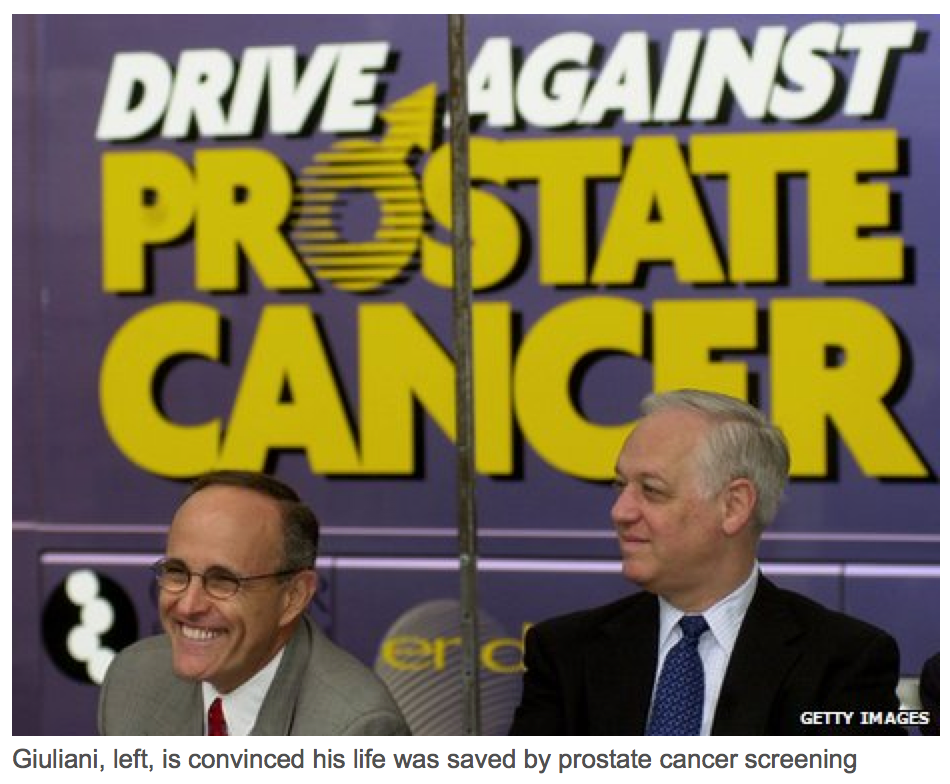 DRIVE AGAINST
PROSTATE
CANCER
GETTY IMAGES
Giuliani, left, is convinced his life was saved by prostate cancer screening